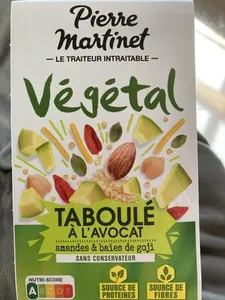 Pierre
Martinet
— LE TRAITEUR INTRAITABLE —
Végétal
TABOULÉ
À L'AVOCAT
amandes & baies de goji
SANS CONSERVATEUR
NUTRI-SCORE
A B C D E
SOURCE DE
PROTÉINES
SOURCE DE
FIBRES